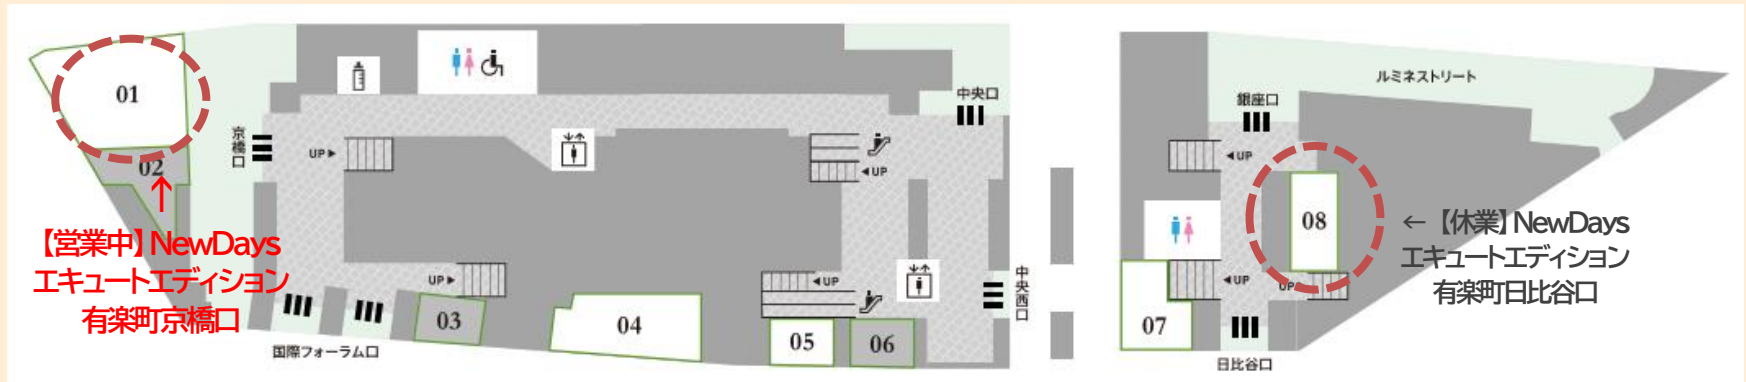 01
02
【営業中】NewDays
エキュートエディション
有楽町京橋口
京橋口
UP▶
中央口
◀UP
UP▶
◀UP
国際フォーラム口
03
04
05
06
中央西口
ルミネストリート
銀座口
◀UP
08
← 【休業】NewDays
エキュートエディション
有楽町日比谷口
◀UP
UP
07
日比谷口